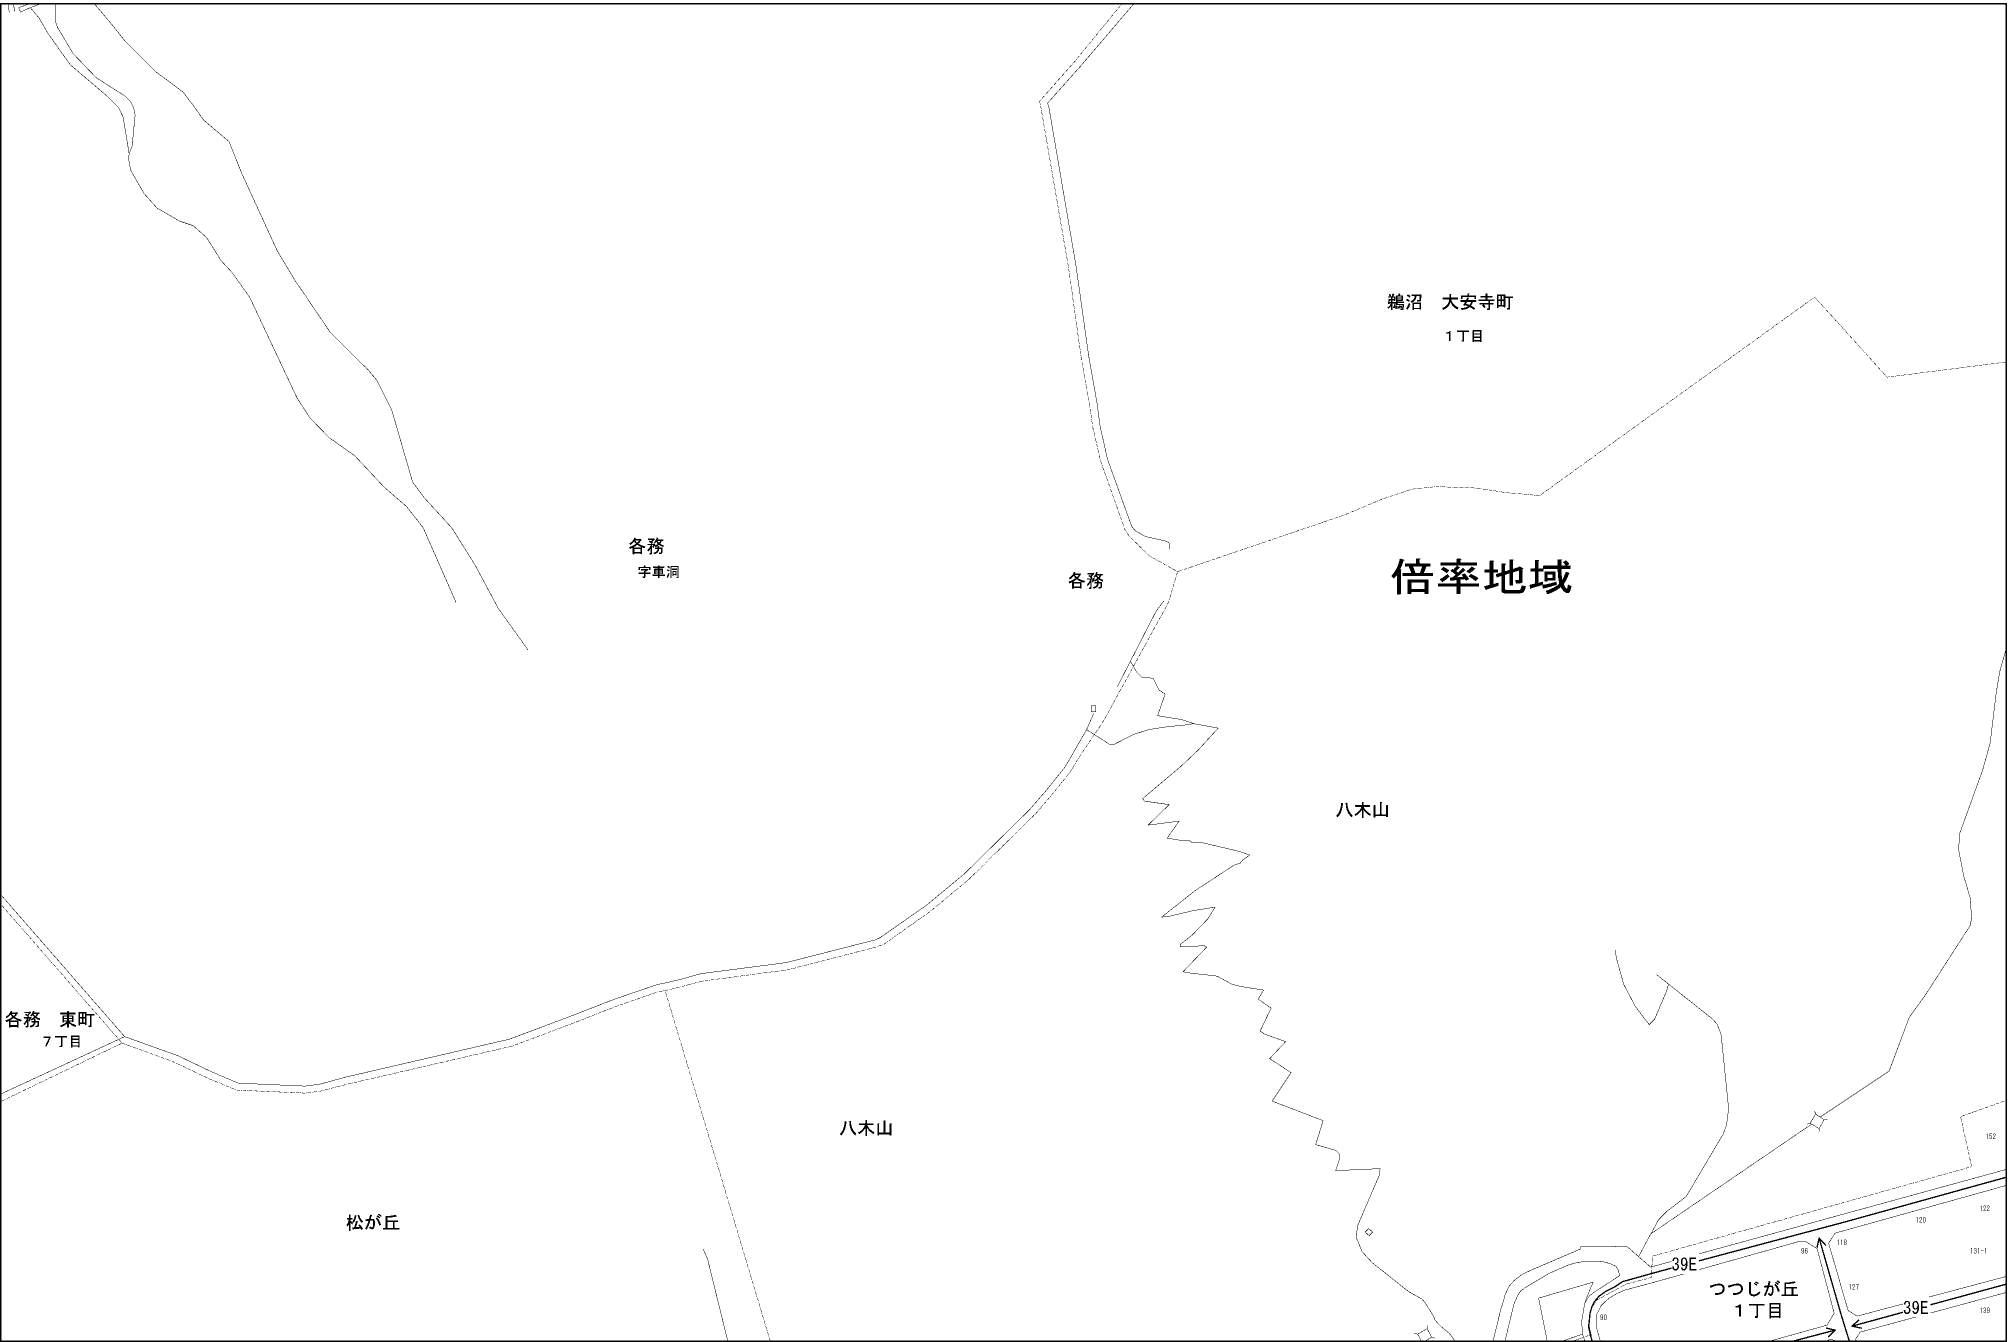 鵜沼　大安寺町
１丁目
各務
字車洞
各務
倍率地域
八木山
各務　東町
７丁目
八木山
松が丘
152
122
120
118
96
131-1
39E
つつじが丘
１丁目
127
39E
139
90